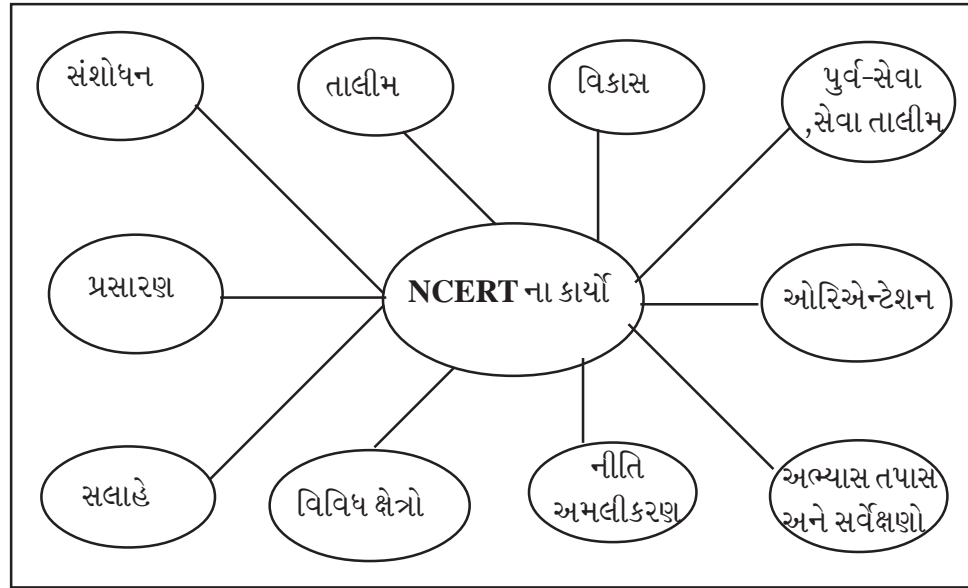 સંશોધન
તાલીમ
વિકાસ
પુર્વ-સેવા
,સેવા તાલીમ
પ્રસારણ
NCERT ના કાર્યો
ઓરિએન્ટેશન
સલાહે
વિવિધ ક્ષેત્રો
નીતિ
અમલીકરણ
અભ્યાસ તપાસ
અને સર્વેક્ષણો